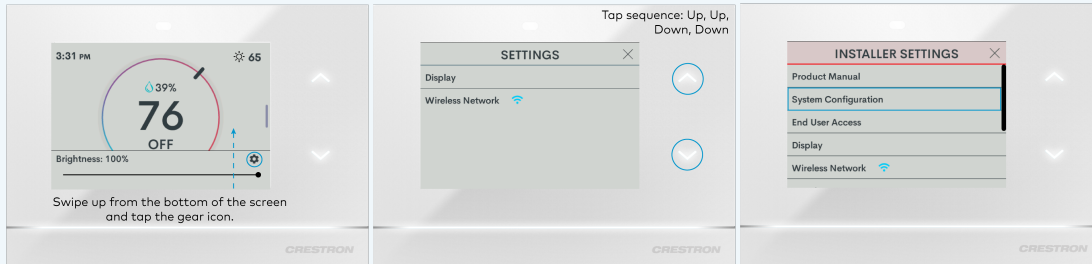 3:31 PM
65
39%
76
OFF
Brightness: 100%
Swipe up from the bottom of the screen
and tap the gear icon.
CRESTRON
Tap sequence: Up, Up,
Down, Down
SETTINGS
Display
Wireless Network
CRESTRON
INSTALLER SETTINGS
Product Manual
System Configuration
End User Access
Display
Wireless Network
CRESTRON